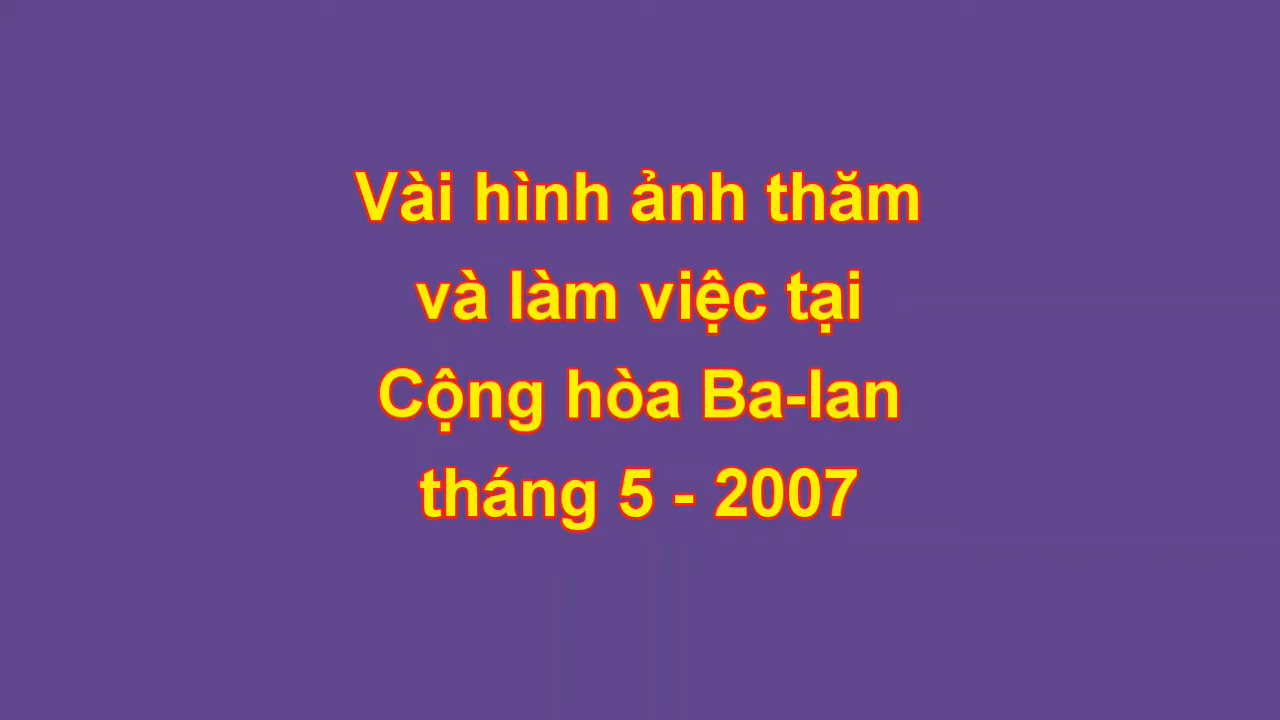 Vài hình ảnh thăm
và làm việc tại
Cộng hòa Ba-lan
tháng 5 - 2007